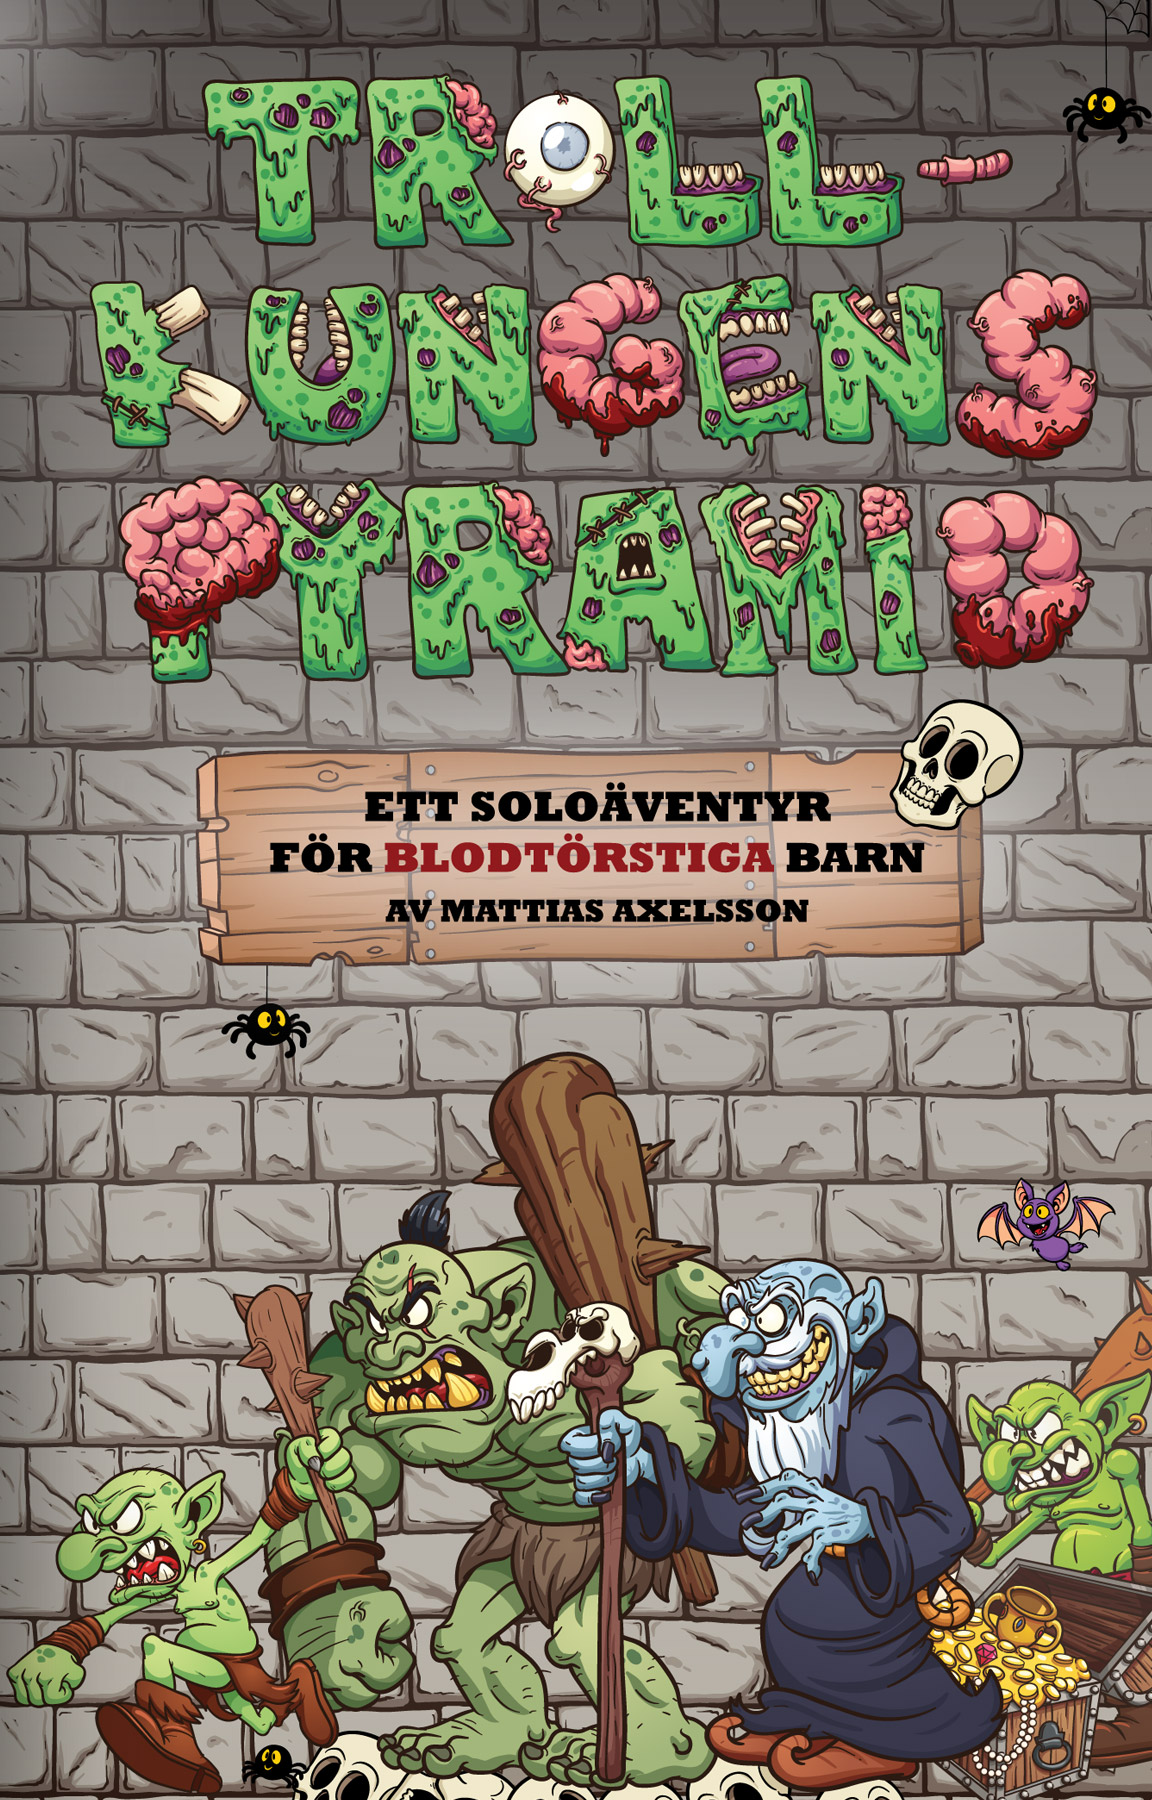 TROLL-
KUNGENS
PYRAMID
ETT SOLOÄVENTYR
FÖR BLODTÖRSTIGA BARN
AV MATTIAS AXELSSON